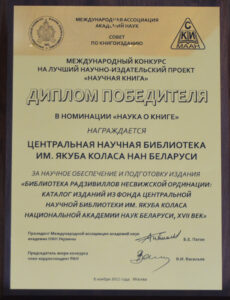 МЕЖДУНАРОДНАЯ АССОЦИАЦИЯ
АКАДЕМИЙ НАУК
СОВЕТ
ПО КНИГОИЗДАНИЮ
СКИ
МААН
МЕЖДУНАРОДНЫЙ КОНКУРС
НА ЛУЧШИЙ НАУЧНО-ИЗДАТЕЛЬСКИЙ ПРОЕКТ
«НАУЧНАЯ КНИГА»
ДИПЛОМ ПОБЕДИТЕЛЯ
В НОМИНАЦИИ «НАУКА О КНИГЕ»
НАГРАЖДАЕТСЯ
ЦЕНТРАЛЬНАЯ НАУЧНАЯ БИБЛИОТЕКА
ИМ. ЯКУБА КОЛАСА НАН БЕЛАРУСИ
ЗА НАУЧНОЕ ОБЕСПЕЧЕНИЕ И ПОДГОТОВКУ ИЗДАНИЯ
«БИБЛИОТЕКА РАДЗИВИЛЛОВ НЕСВИЖСКОЙ ОРДИНАЦИИ:
КАТАЛОГ ИЗДАНИЙ ИЗ ФОНДА ЦЕНТРАЛЬНОЙ
НАУЧНОЙ БИБЛИОТЕКИ ИМ. ЯКУБА КОЛАСА
НАЦИОНАЛЬНОЙ АКАДЕМИИ НАУК БЕЛАРУСИ, XVII ВЕК»
Президент Международной ассоциации академий наук
академик НАН Украины
Б.Е. Патон
Председатель жюри конкурса
член-корреспондент РАН
В.И. Васильев
Москва